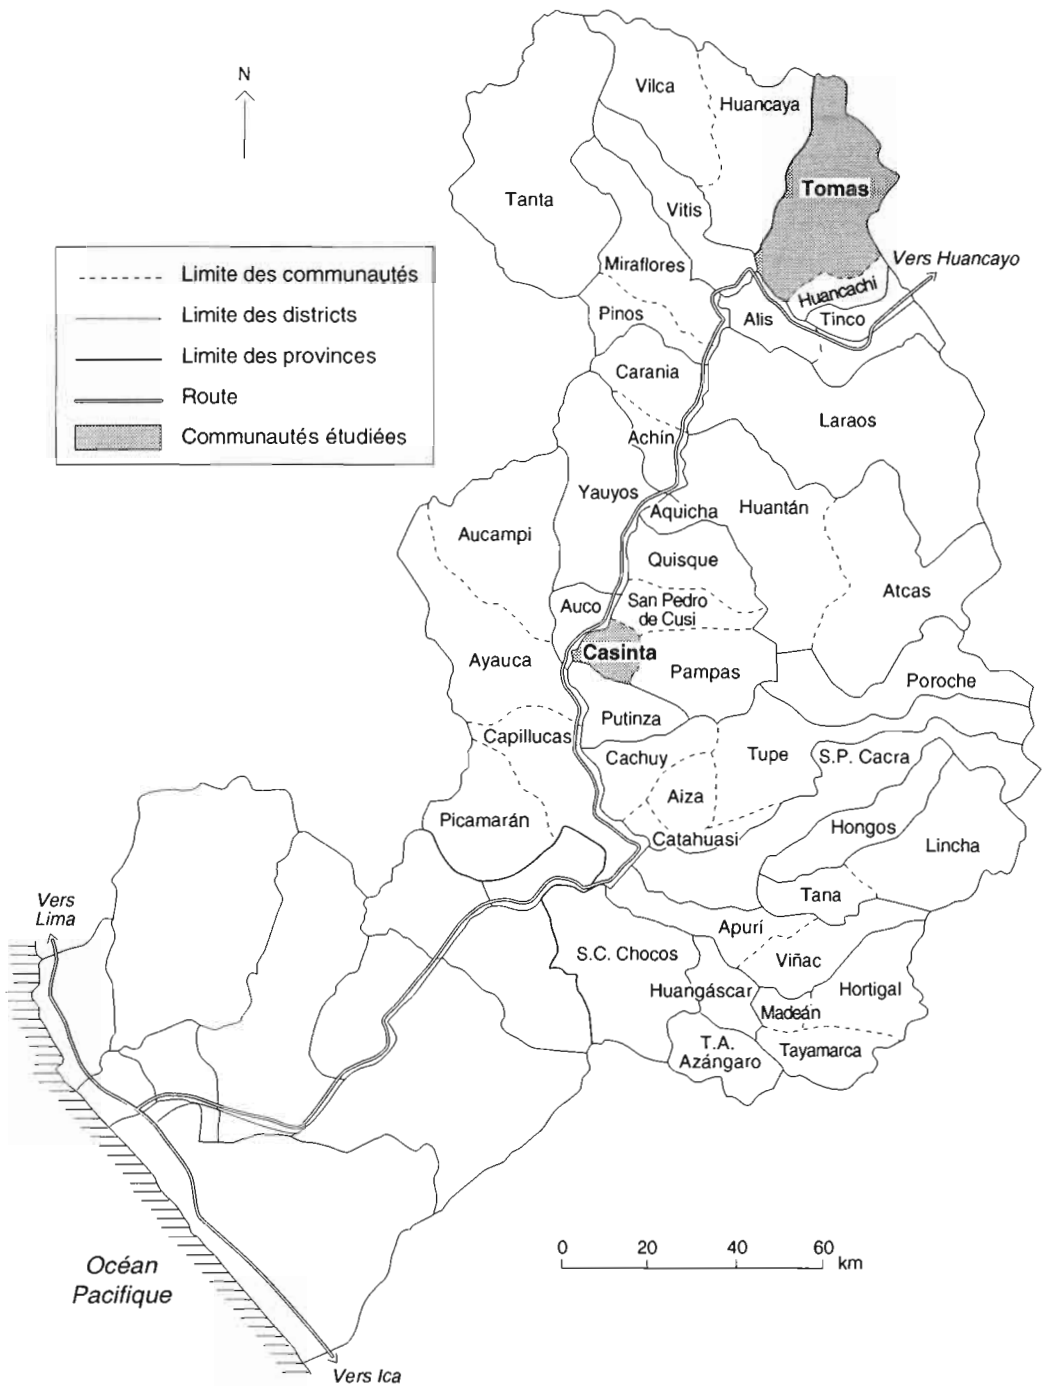 N
Vilca
Huancaya
Tomas
Tanta
Vitis
Vers Huancayo
Miraflores
Huancachi
Pinos
Alis
Tinco
Limite des communautés
Limite des districts
Limite des provinces
Route
Communautés étudiées
Carania
Laraos
Achín
Yauyos
Huantán
Aquicha
Aucampi
Quisque
Atcas
Auco
San Pedro
de Cusi
Casinta
Ayauca
Pampas
Poroche
Putinza
Capillucas
Cachuy
Tupe
S.P. Cacra
Aiza
Picamarán
Catahuasi
Hongos
Lincha
Tana
Vers
Lima
Apurí
S.C. Chocos
Viñac
Huangáscar
Hortigal
Madeán
T.A.
Azángaro
Tayamarca
Océan
Pacifique
0 20 40 60
km
Vers Ica